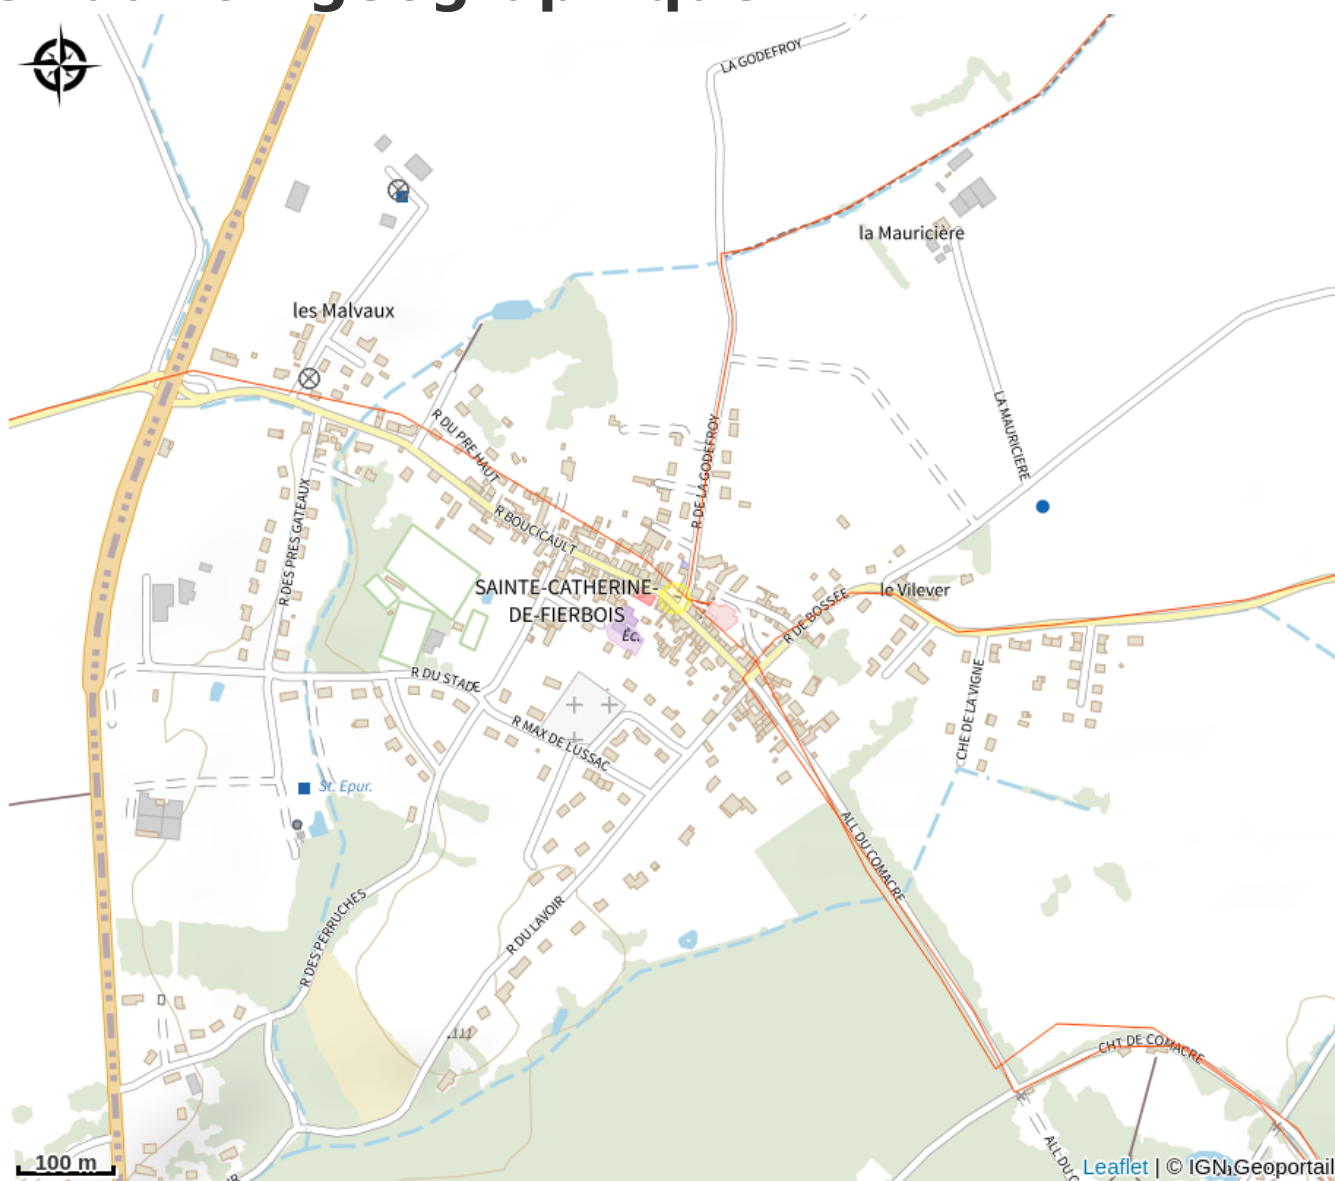 LA GODEFROY
la Mauricière
les Malvaux
LA MAURICIERE
R DU PRE HAUT
R DE LA GODEFROY
R BOUCICAULT
R DES PRES GATEAUX
SAINTE-CATHERINE-
DE-FIERBOIS
Éc.
le Vilever
R DE BOSSEE
R DU STADE
CHE DE LA VIGNE
R MAX DE LUSSAC
St. Epur.
ALL DU COMACRE
R DES PERRUCHES
R DU LAVOIR
.111
CHT DE COMACRE
ALL DU C
100 m
Leaflet | © IGN Geoportail